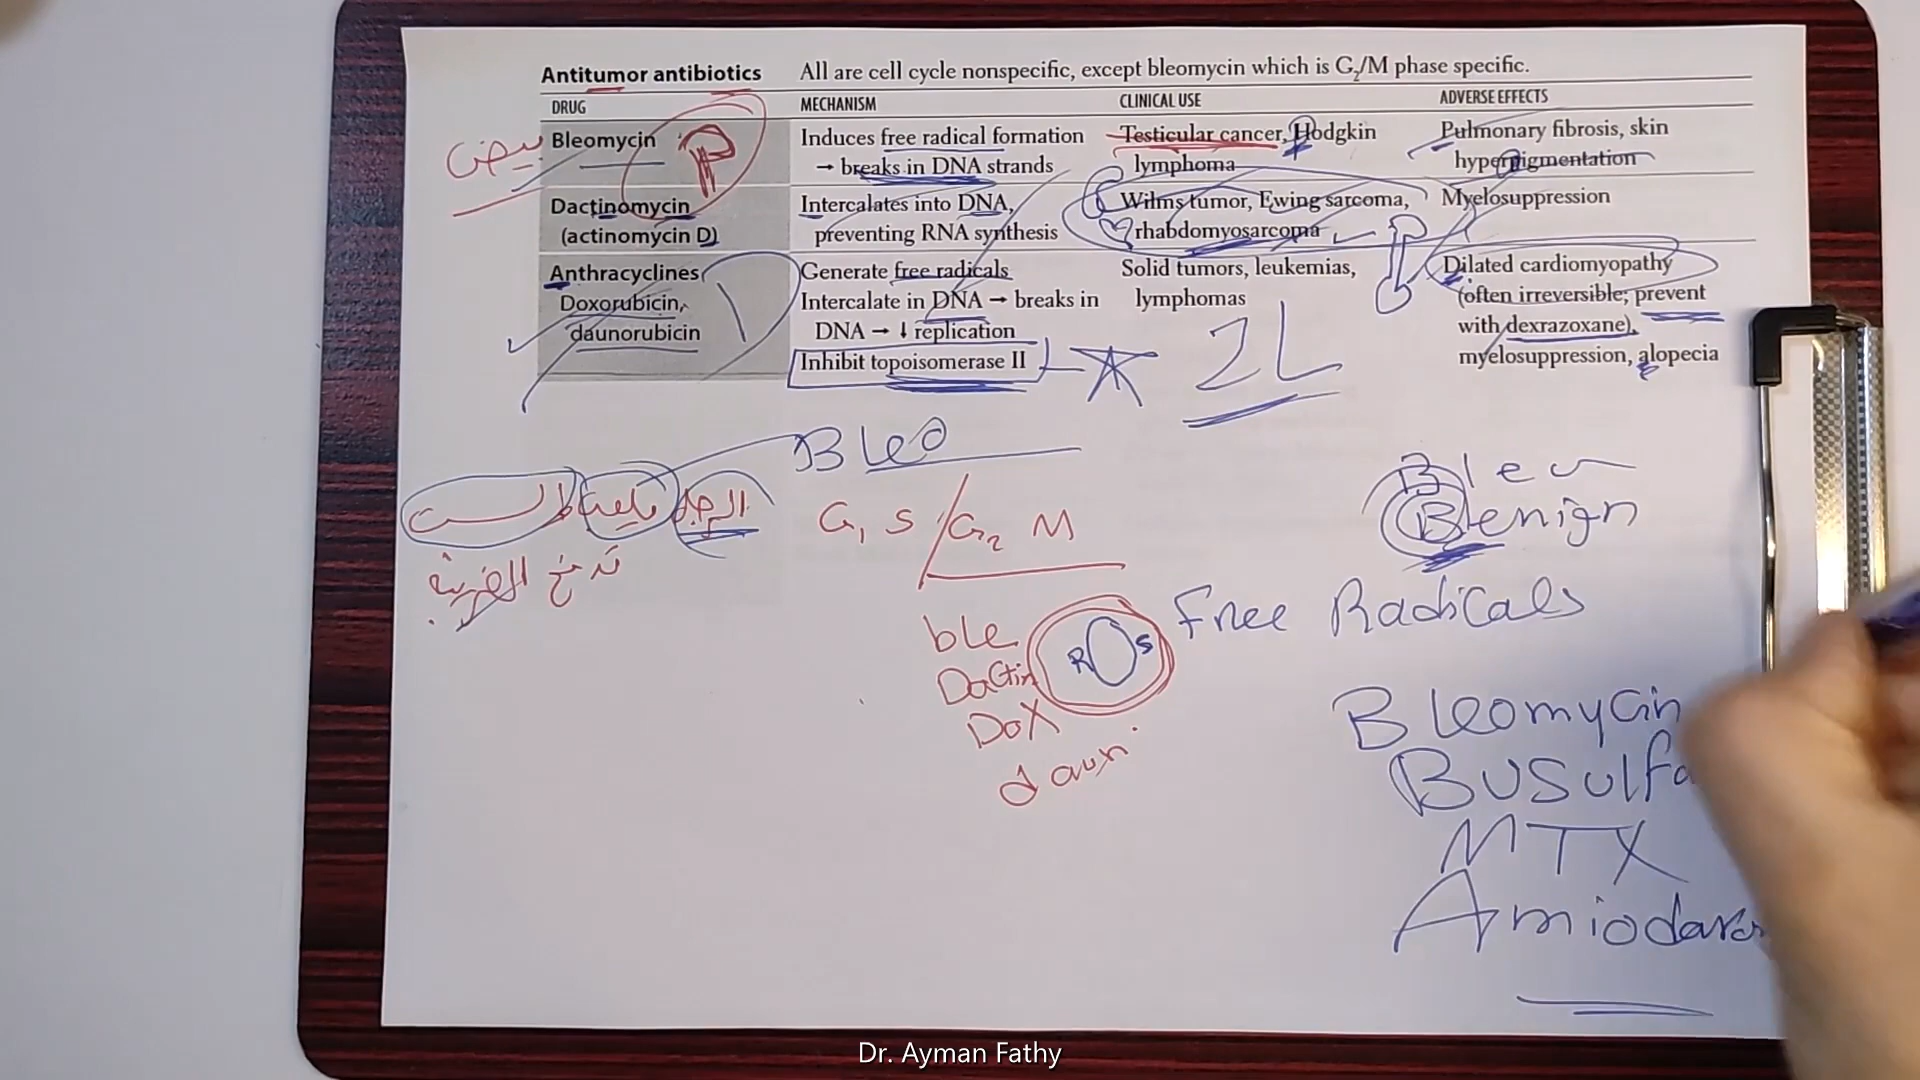 Antitumor antibiotics All are cell cycle nonspecific, except bleomycin which is G₂/M phase specific.
DRUG MECHANISM CLINICAL USE ADVERSE EFFECTS
Bleomycin Induces free radical formation → breaks in DNA strands Testicular cancer, Hodgkin lymphoma Pulmonary fibrosis, skin hyperpigmentation
Dactinomycin (actinomycin D) Intercalates into DNA, preventing RNA synthesis Wilms tumor, Ewing sarcoma, rhabdomyosarcoma Myelosuppression
Anthracyclines Doxorubicin, daunorubicin Generate free radicals Intercalate in DNA → breaks in DNA → ↓ replication Inhibit topoisomerase II Solid tumors, leukemias, lymphomas Dilated cardiomyopathy (often irreversible; prevent with dexrazoxane), myelosuppression, alopecia
P
2L
Bleo
G₁ S / G₂ M
Benign
ble
Dactin
ROS Free Radicals
DoX
daun
Bleomycin
Busulfa
MTX
Amiodaro
Dr. Ayman Fathy